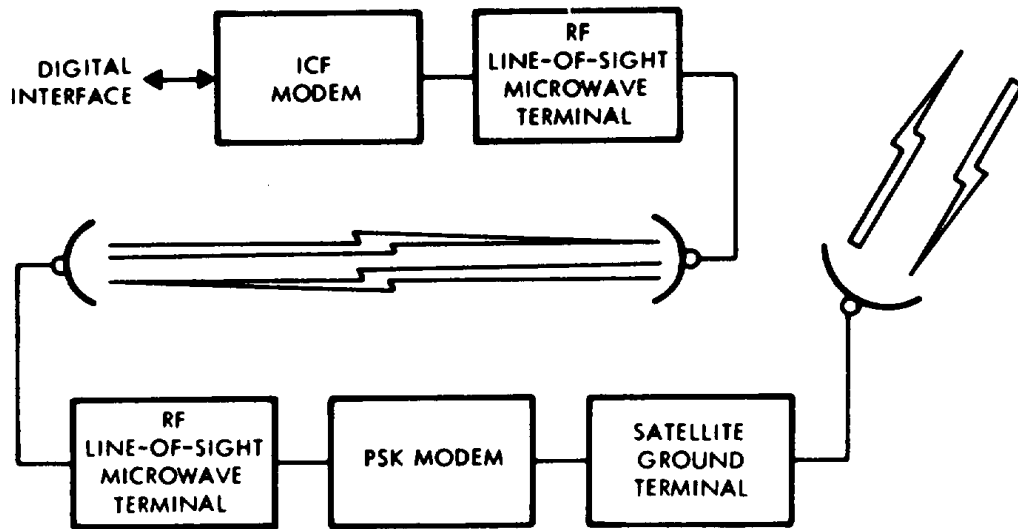 DIGITAL
INTERFACE
ICF
MODEM
RF
LINE-OF-SIGHT
MICROWAVE
TERMINAL
RF
LINE-OF-SIGHT
MICROWAVE
TERMINAL
PSK MODEM
SATELLITE
GROUND
TERMINAL